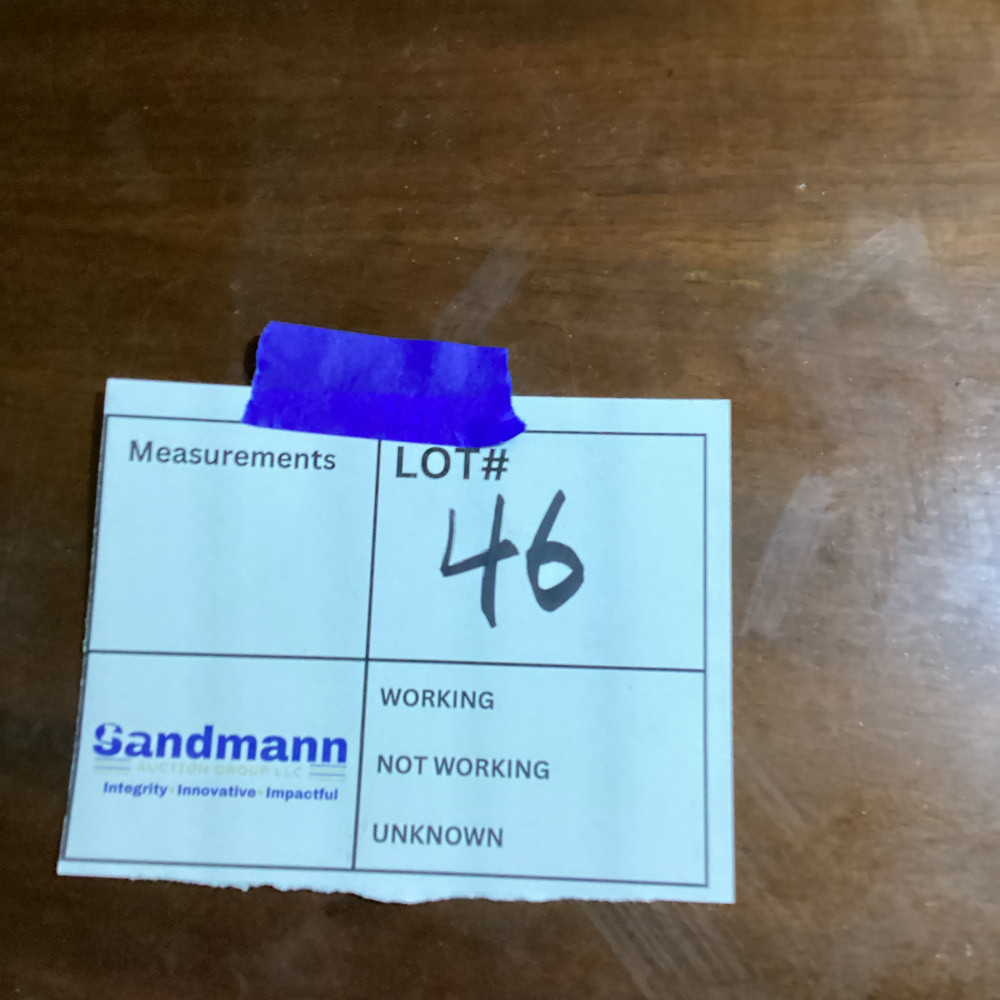 Measurements
LOT#
46
WORKING
NOT WORKING
UNKNOWN
Sandmann
AUCTION GROUP LLC
Integrity Innovative Impactful